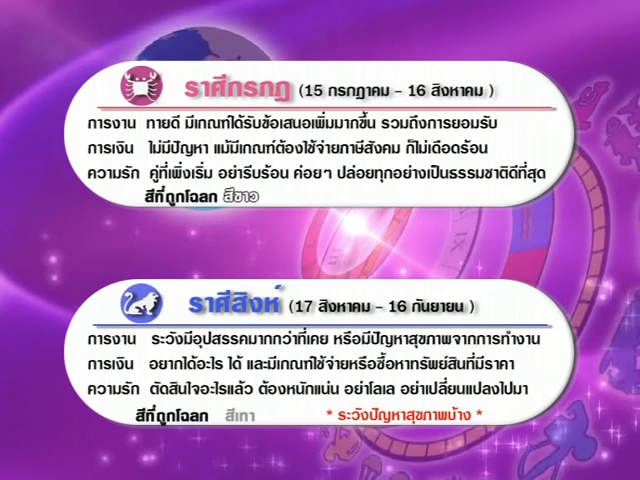 ราศีกรกฎ (15 กรกฎาคม - 16 สิงหาคม )
การงาน ทายดี มีเกณฑ์ได้รับข้อเสนอเพิ่มมากขึ้น รวมถึงการยอมรับ
การเงิน ไม่มีปัญหา แม้มีเกณฑ์ต้องใช้จ่ายภาษีสังคม ก็ไม่เดือดร้อน
ความรัก คู่ที่เพิ่งเริ่ม อย่ารีบร้อน ค่อยๆ ปล่อยทุกอย่างเป็นธรรมชาติดีที่สุด
สีที่ถูกโฉลก สีขาว
ราศีสิงห์ (17 สิงหาคม - 16 กันยายน )
การงาน ระวังมีอุปสรรคมากกว่าที่เคย หรือมีปัญหาสุขภาพจากการทำงาน
การเงิน อยากได้อะไร ได้ และมีเกณฑ์ใช้จ่ายหรือซื้อหาทรัพย์สินที่มีราคา
ความรัก ตัดสินใจอะไรแล้ว ต้องหนักแน่น อย่าโลเล อย่าเปลี่ยนแปลงไปมา
สีที่ถูกโฉลก สีเทา * ระวังปัญหาสุขภาพบ้าง *